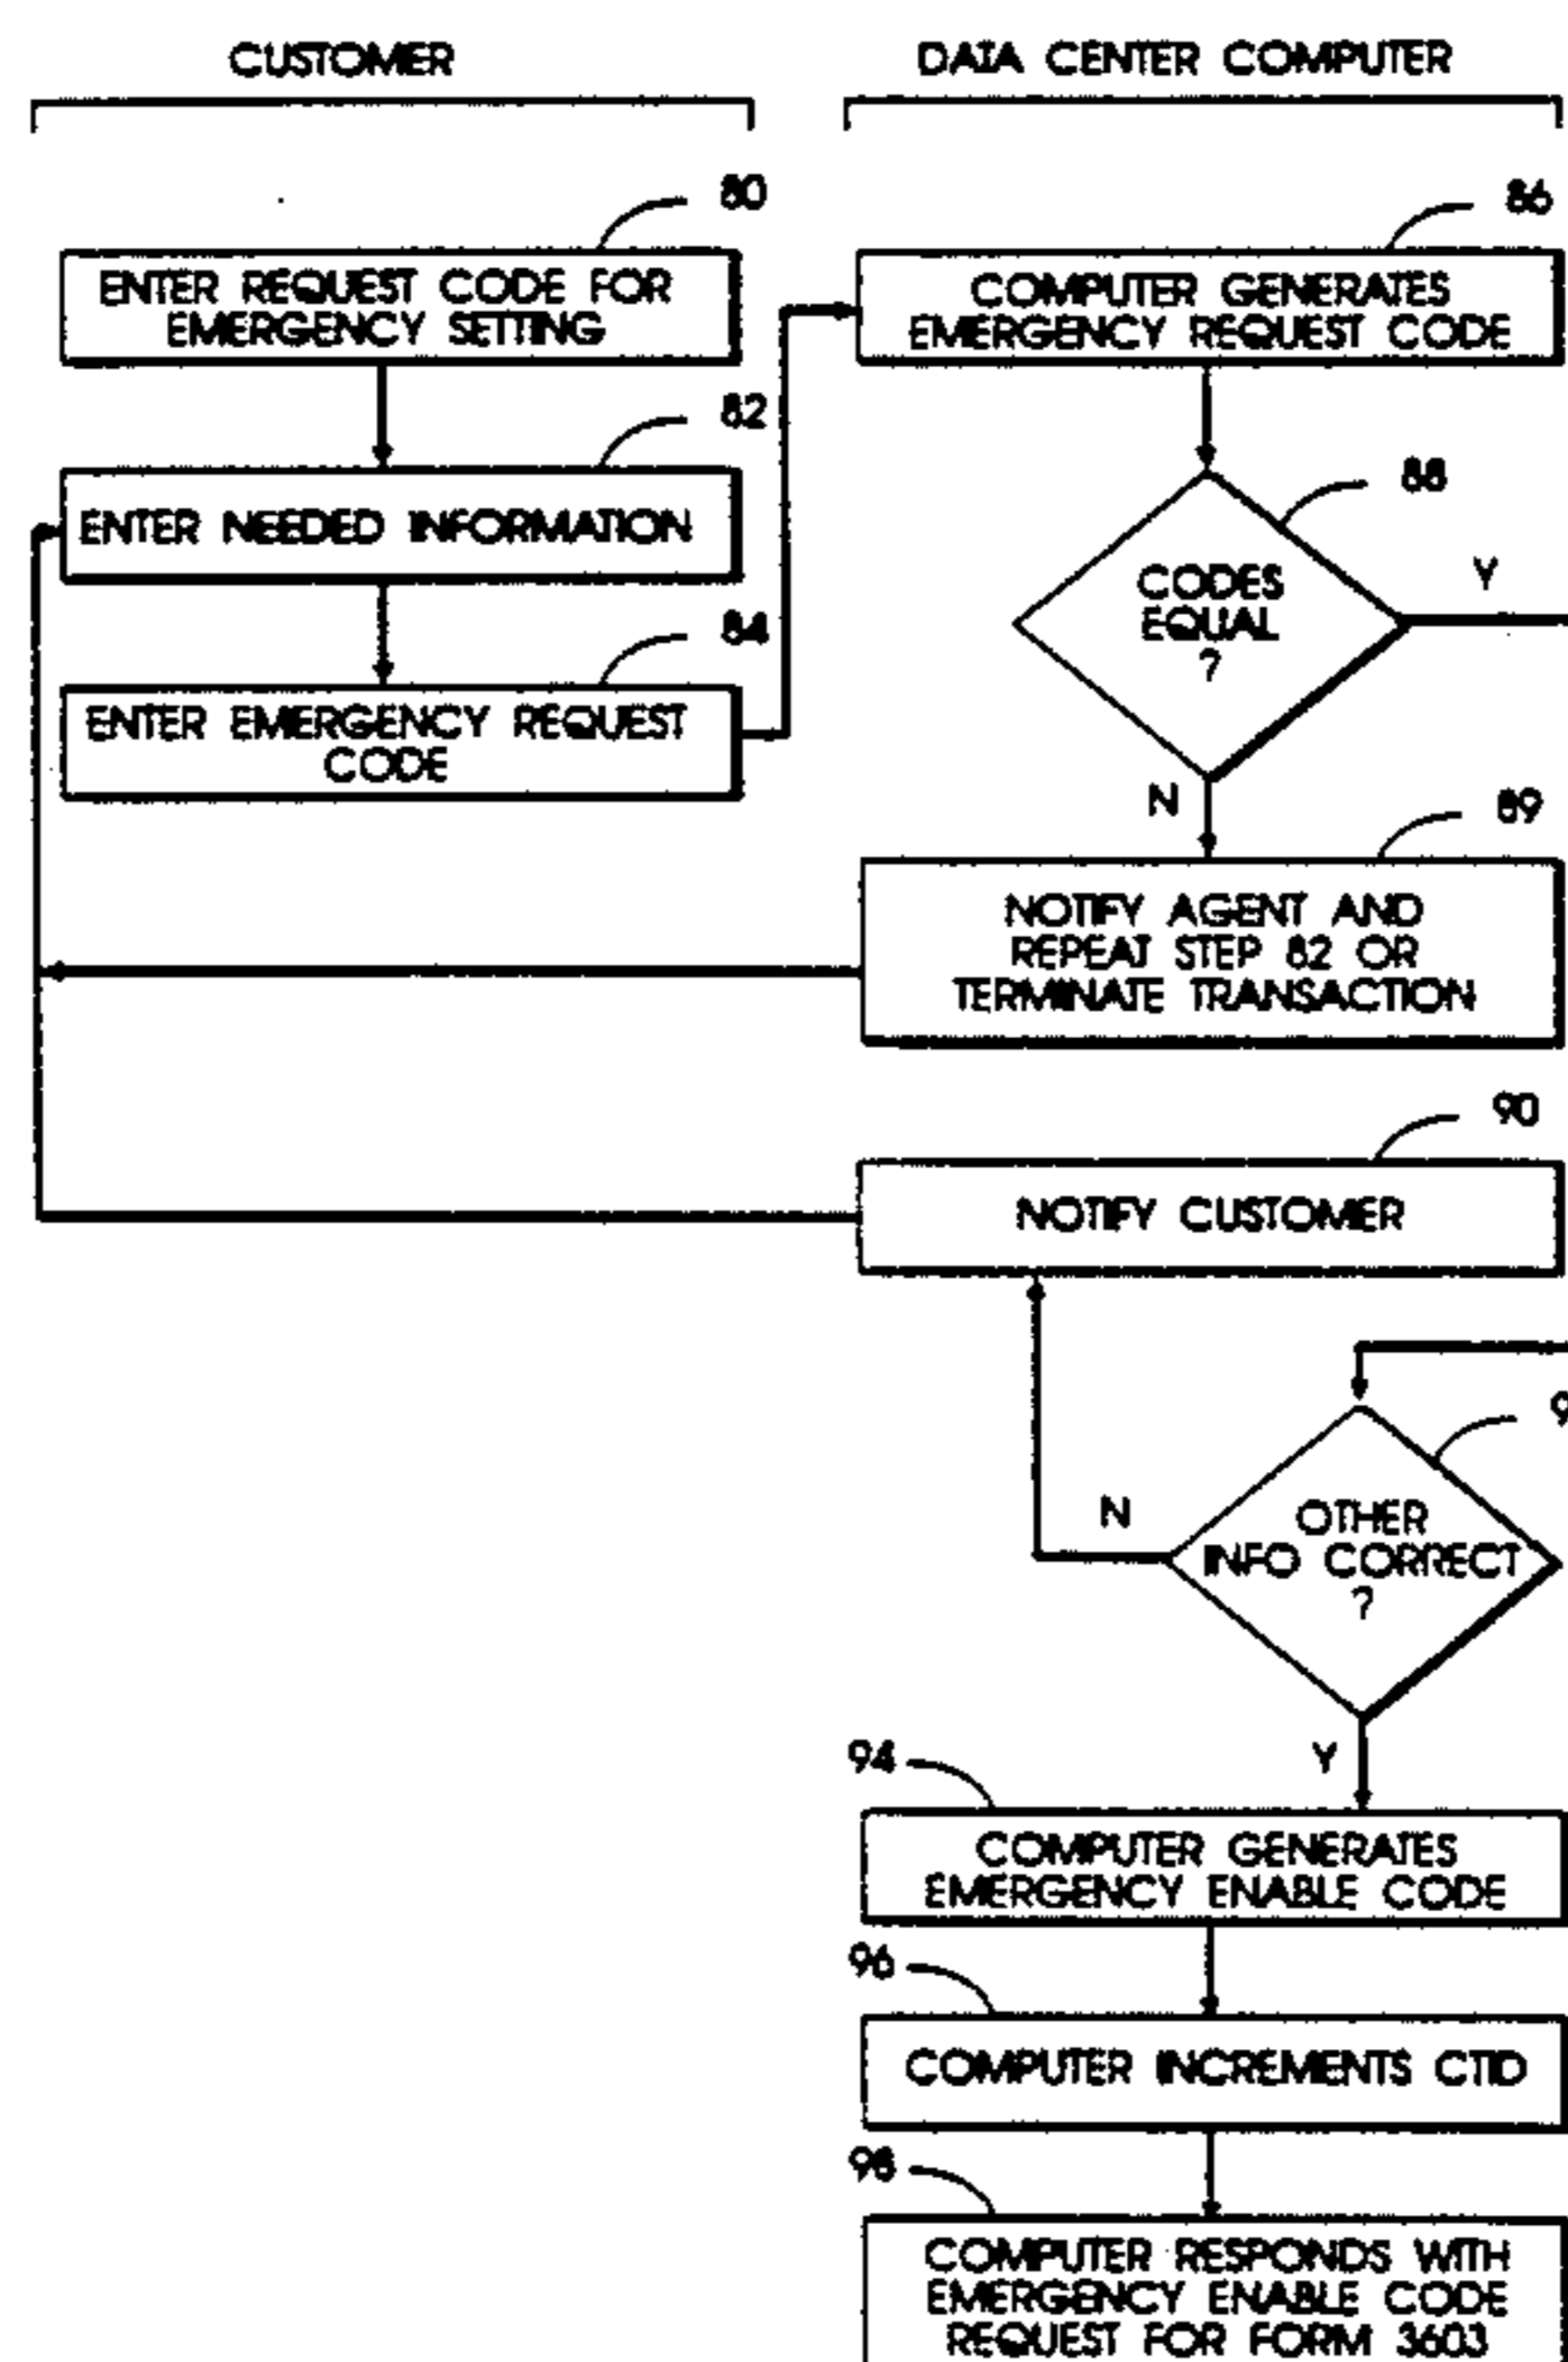 CUSTOMER
DATA CENTER COMPUTER
80
ENTER REQUEST CODE FOR
EMERGENCY SETTING
82
ENTER NEEDED INFORMATION
84
ENTER EMERGENCY REQUEST
CODE
86
COMPUTER GENERATES
EMERGENCY REQUEST CODE
88
CODES
EQUAL
?
Y
N
89
NOTIFY AGENT AND
REPEAT STEP 82 OR
TERMINATE TRANSACTION
90
NOTIFY CUSTOMER
OTHER
INFO CORRECT
?
N
Y
94
COMPUTER GENERATES
EMERGENCY ENABLE CODE
96
COMPUTER INCREMENTS CTID
98
COMPUTER RESPONDS WITH
EMERGENCY ENABLE CODE
REQUEST FOR FORM 3603